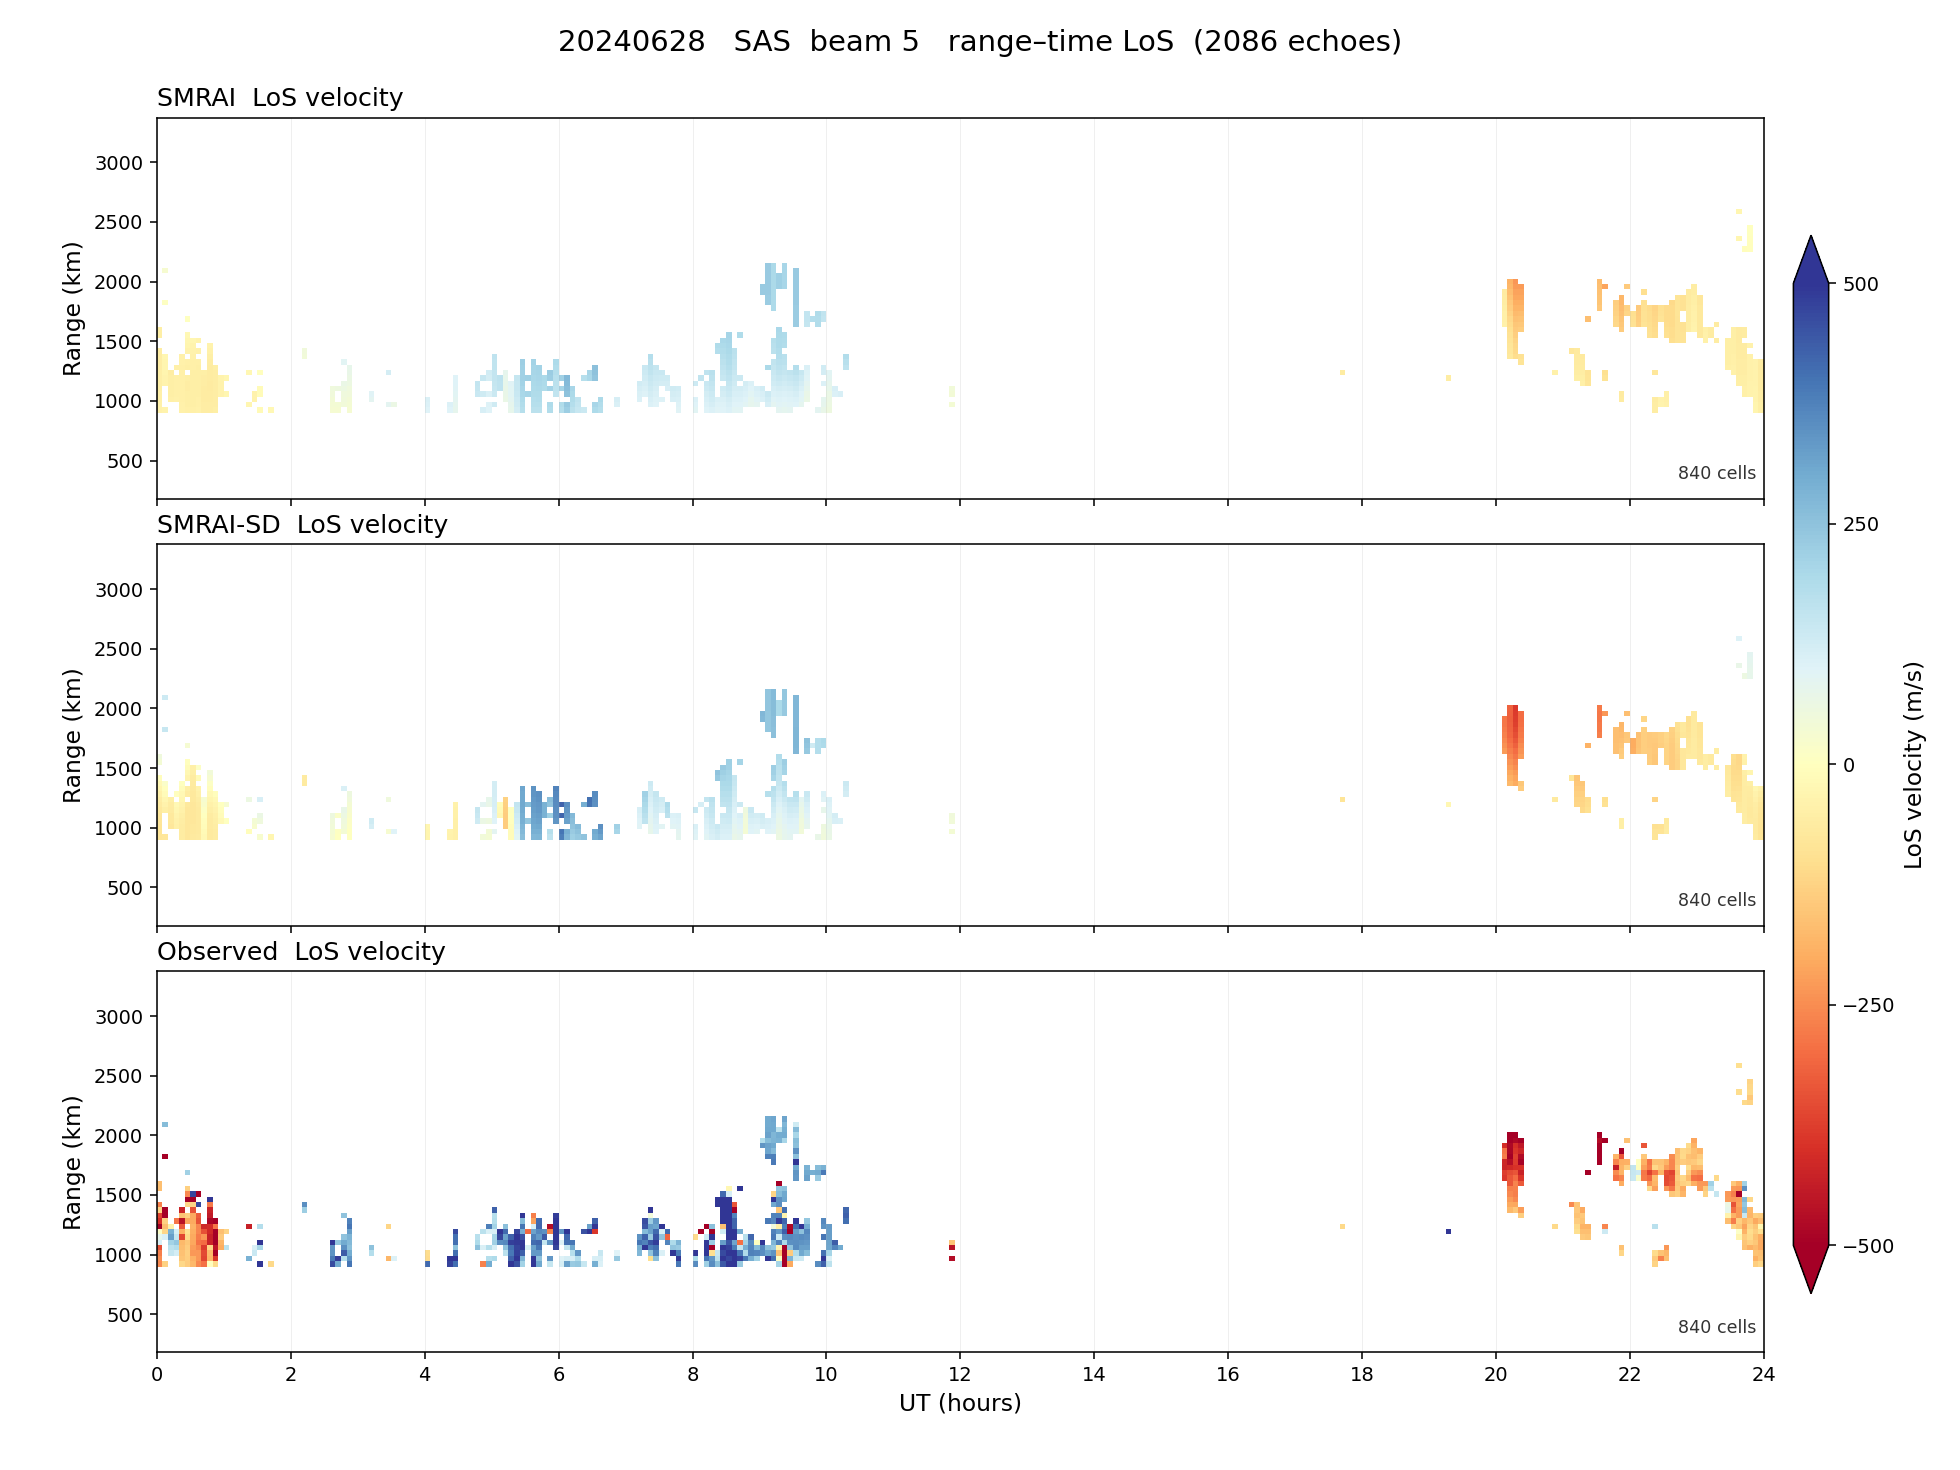 20240628   SAS  beam 5   range–time LoS  (2086 echoes)
SMRAI  LoS velocity
3000
2500
2000
1500
1000
500
Range (km)
840 cells
SMRAI-SD  LoS velocity
3000
2500
2000
1500
1000
500
Range (km)
840 cells
Observed  LoS velocity
3000
2500
2000
1500
1000
500
Range (km)
840 cells
0 2 4 6 8 10 12 14 16 18 20 22 24
UT (hours)
500
250
0
−250
−500
LoS velocity (m/s)